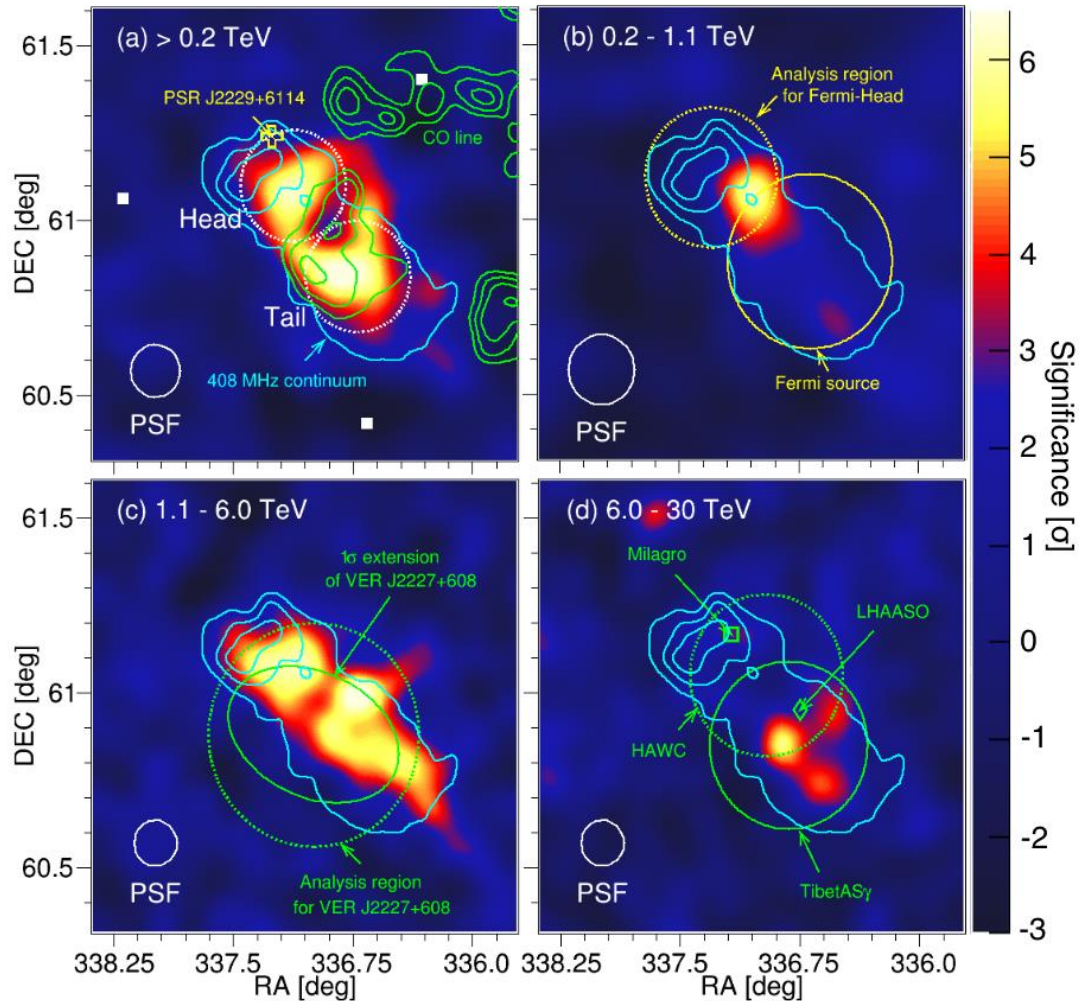 (a) > 0.2 TeV
PSR J2229+6114
CO line
Head
Tail
408 MHz continuum
PSF
61.5
61
60.5
DEC [deg]
(b) 0.2 - 1.1 TeV
Analysis region
for Fermi-Head
Fermi source
PSF
(c) 1.1 - 6.0 TeV
1σ extension
of VER J2227+608
Analysis region
for VER J2227+608
PSF
61.5
61
60.5
DEC [deg]
338.25
337.5
336.75
336.0
RA [deg]
(d) 6.0 - 30 TeV
Milagro
LHAASO
HAWC
TibetASγ
PSF
338.25
337.5
336.75
336.0
RA [deg]
6
5
4
3
2
1
0
-1
-2
-3
Significance [σ]